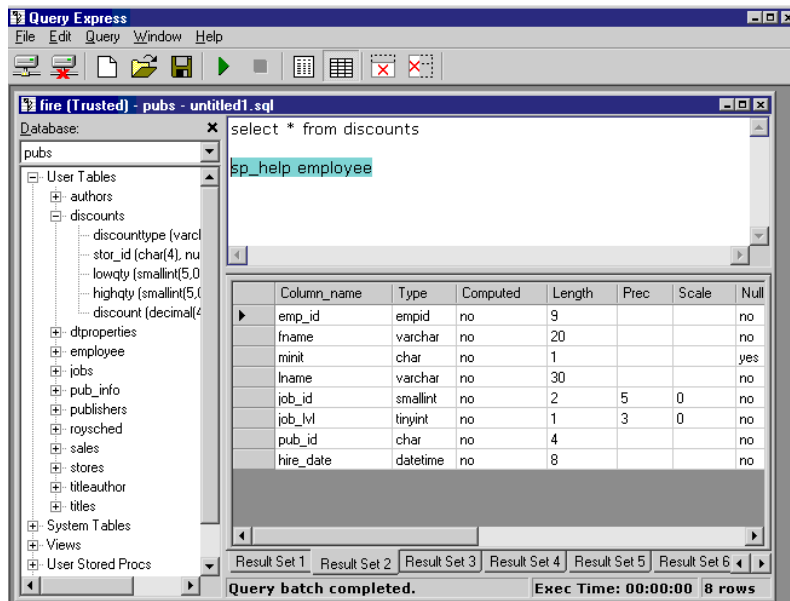 Query Express
File Edit Query Window Help
fire (Trusted) - pubs - untitled1.sql
Database:
pubs
User Tables
authors
discounts
discounttype (varcl
stor_id (char(4), nu
lowqty (smallint(5,0
highqty (smallint(5,(
discount (decimal(4
dtproperties
employee
jobs
pub_info
publishers
roysched
sales
stores
titleauthor
titles
System Tables
Views
User Stored Procs
select * from discounts
sp_help employee
Column_name Type Computed Length Prec Scale Null
emp_id empid no 9 no
fname varchar no 20 no
minit char no 1 yes
lname varchar no 30 no
job_id smallint no 2 5 0 no
job_lvl tinyint no 1 3 0 no
pub_id char no 4 no
hire_date datetime no 8 no
Result Set 1 Result Set 2 Result Set 3 Result Set 4 Result Set 5 Result Set 6
Query batch completed. Exec Time: 00:00:00 8 rows